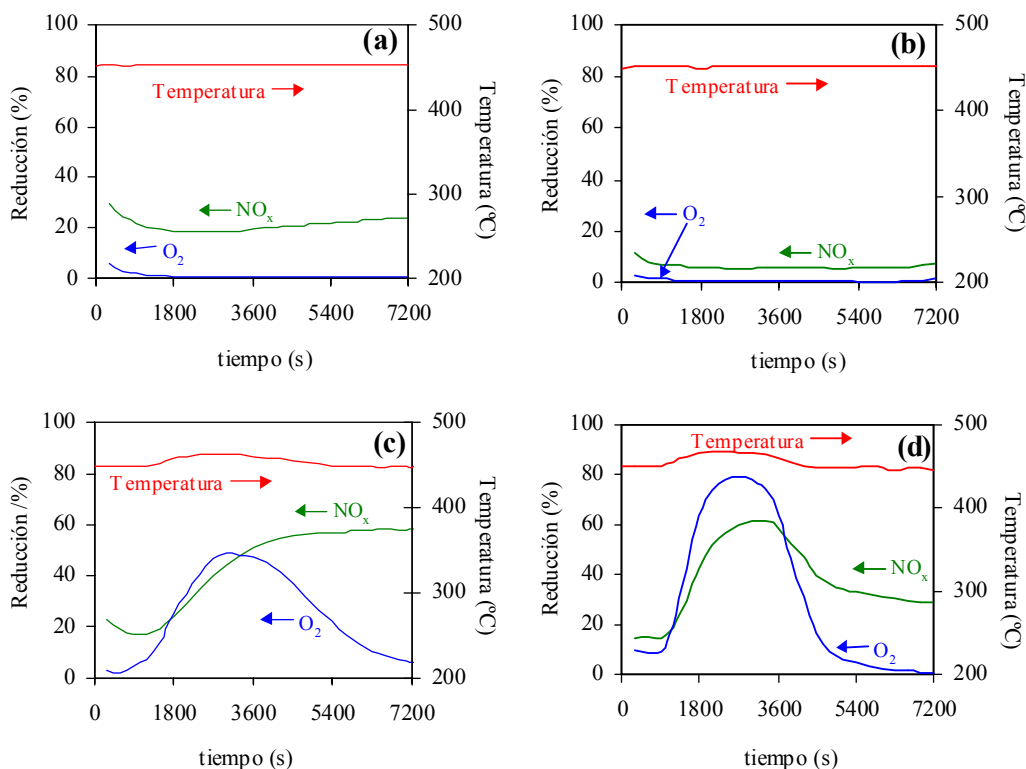 (a)
Reducción (%)
100
80
60
40
20
0
Temperatura
NOx
O2
500
400
300
200
Temperatura (ºC)
0 1800 3600 5400 7200
tiempo (s)
(b)
Reducción (%)
100
80
60
40
20
0
Temperatura
O2
NOx
500
400
300
200
Temperatura (ºC)
0 1800 3600 5400 7200
tiempo (s)
(c)
Reducción /%)
100
80
60
40
20
0
Temperatura
NOx
O2
500
400
300
200
Temperatura (ºC)
0 1800 3600 5400 7200
tiempo (s)
(d)
Reducción (%)
100
80
60
40
20
0
Temperatura
NOx
O2
500
400
300
200
Temperatura (ºC)
0 1800 3600 5400 7200
tiempo (s)